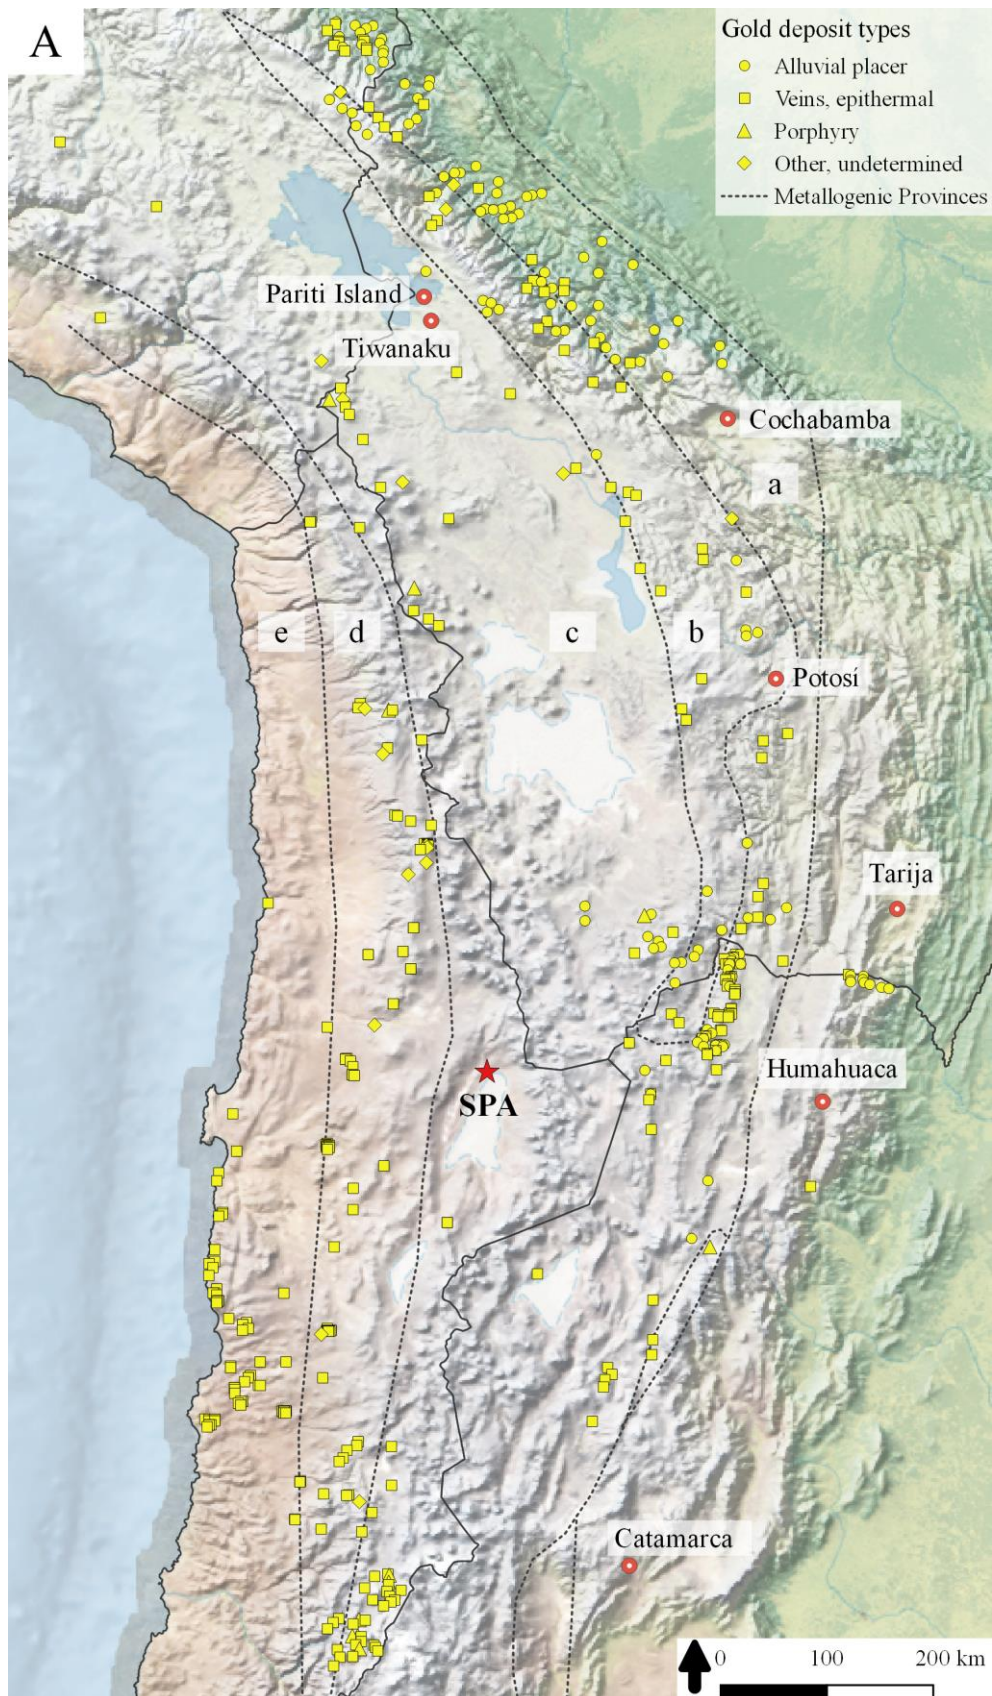 A
Gold deposit types
Alluvial placer
Veins, epithermal
Porphyry
Other, undetermined
Metallogenic Provinces
Pariti Island
Tiwanaku
Cochabamba
a
e
d
c
b
Potosí
Tarija
Humahuaca
SPA
Catamarca
0 100 200 km